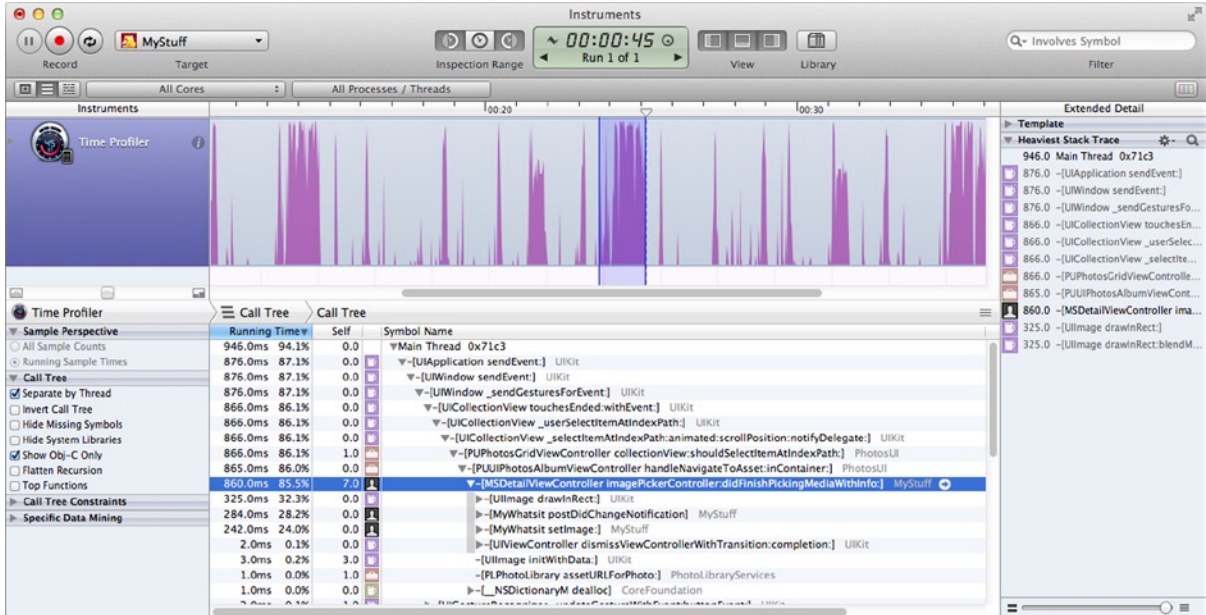 Instruments
MyStuff
00:00:45
Run 1 of 1
Involves Symbol
Record
Target
Inspection Range
View
Library
Filter
All Cores
All Processes / Threads
Instruments
00:20
00:30
Extended Detail
Time Profiler
Template
Heaviest Stack Trace
946.0 Main Thread 0x71c3
876.0 -[UIApplication sendEvent:]
876.0 -[UIWindow sendEvent:]
876.0 -[UIWindow _sendGesturesFo...
866.0 -[UICollectionView touchesEn...
866.0 -[UICollectionView _userSelec...
866.0 -[UICollectionView _selectIte...
866.0 -[PUPhotosGridViewControlle...
865.0 -[PUUIPhotosAlbumViewCont...
860.0 -[MSDetailViewController ima...
325.0 -[UIImage drawInRect:]
325.0 -[UIImage drawInRect:blendM...
Time Profiler
Call Tree
Call Tree
Sample Perspective
All Sample Counts
Running Sample Times
Call Tree
Separate by Thread
Invert Call Tree
Hide Missing Symbols
Hide System Libraries
Show Obj-C Only
Flatten Recursion
Top Functions
Call Tree Constraints
Specific Data Mining
Running Time Self Symbol Name
946.0ms 94.1% 0.0 Main Thread 0x71c3
876.0ms 87.1% 0.0 -[UIApplication sendEvent:] UIKit
876.0ms 87.1% 0.0 -[UIWindow sendEvent:] UIKit
876.0ms 87.1% 0.0 -[UIWindow _sendGesturesForEvent:] UIKit
866.0ms 86.1% 0.0 -[UICollectionView touchesEnded:withEvent:] UIKit
866.0ms 86.1% 0.0 -[UICollectionView _userSelectItemAtIndexPath:] UIKit
866.0ms 86.1% 0.0 -[UICollectionView _selectItemAtIndexPath:animated:scrollPosition:notifyDelegate:] UIKit
866.0ms 86.1% 1.0 -[PUPhotosGridViewController collectionView:shouldSelectItemAtIndexPath:] PhotosUI
865.0ms 86.0% 0.0 -[PUUIPhotosAlbumViewController handleNavigateToAsset:inContainer:] PhotosUI
860.0ms 85.5% 7.0 -[MSDetailViewController imagePickerController:didFinishPickingMediaWithInfo:] MyStuff
325.0ms 32.3% 0.0 -[UIImage drawInRect:] UIKit
284.0ms 28.2% 0.0 -[MyWhatsit postDidChangeNotification] MyStuff
242.0ms 24.0% 0.0 -[MyWhatsit setImage:] MyStuff
2.0ms 0.1% 0.0 -[UIViewController dismissViewControllerWithTransition:completion:] UIKit
3.0ms 0.2% 3.0 -[UIImage initWithData:] UIKit
1.0ms 0.0% 1.0 -[PLPhotoLibrary assetURLForPhoto:] PhotoLibraryServices
1.0ms 0.0% 0.0 -[__NSDictionaryM dealloc] CoreFoundation